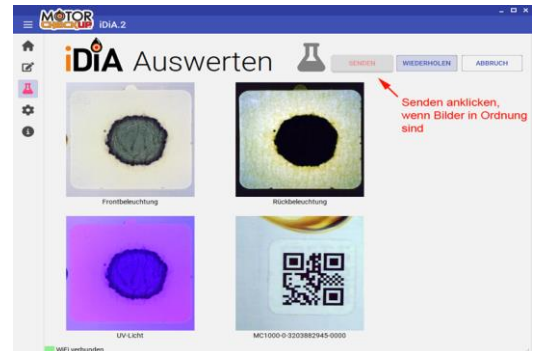 MOTOR
CHECKUP iDiA.2
iDiA Auswerten
SENDEN WIEDERHOLEN ABBRUCH
Senden anklicken,
wenn Bilder in Ordnung
sind
Frontbeleuchtung Rückbeleuchtung
UV-Licht MC1000-0-3203882945-0000
WiFi verbunden